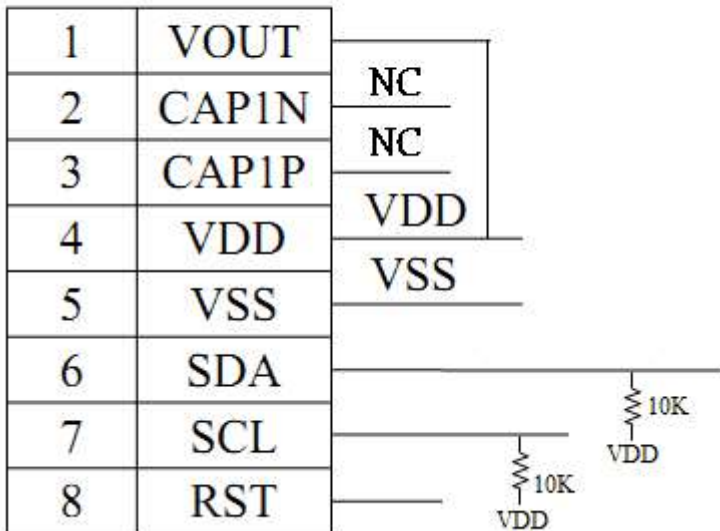 1 VOUT
2 CAP1N NC
3 CAP1P NC
4 VDD VDD
5 VSS VSS
6 SDA
10K
VDD
7 SCL
10K
VDD
8 RST